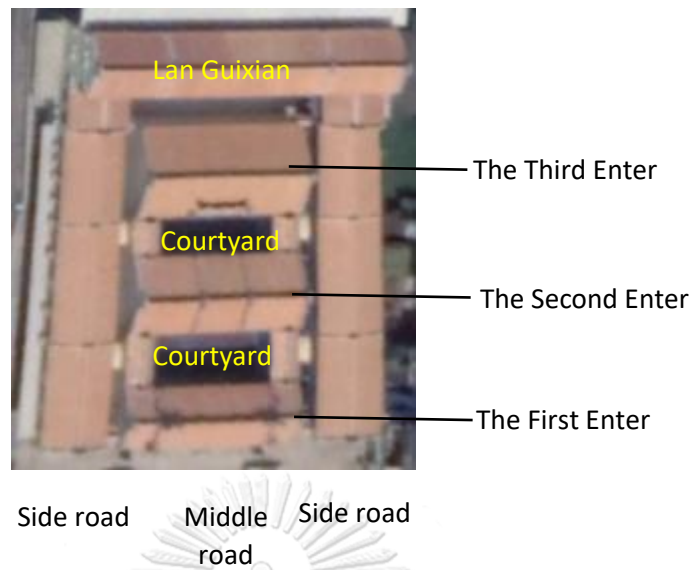 Lan Guixian
The Third Enter
Courtyard
The Second Enter
Courtyard
The First Enter
Side road
Middle
road
Side road